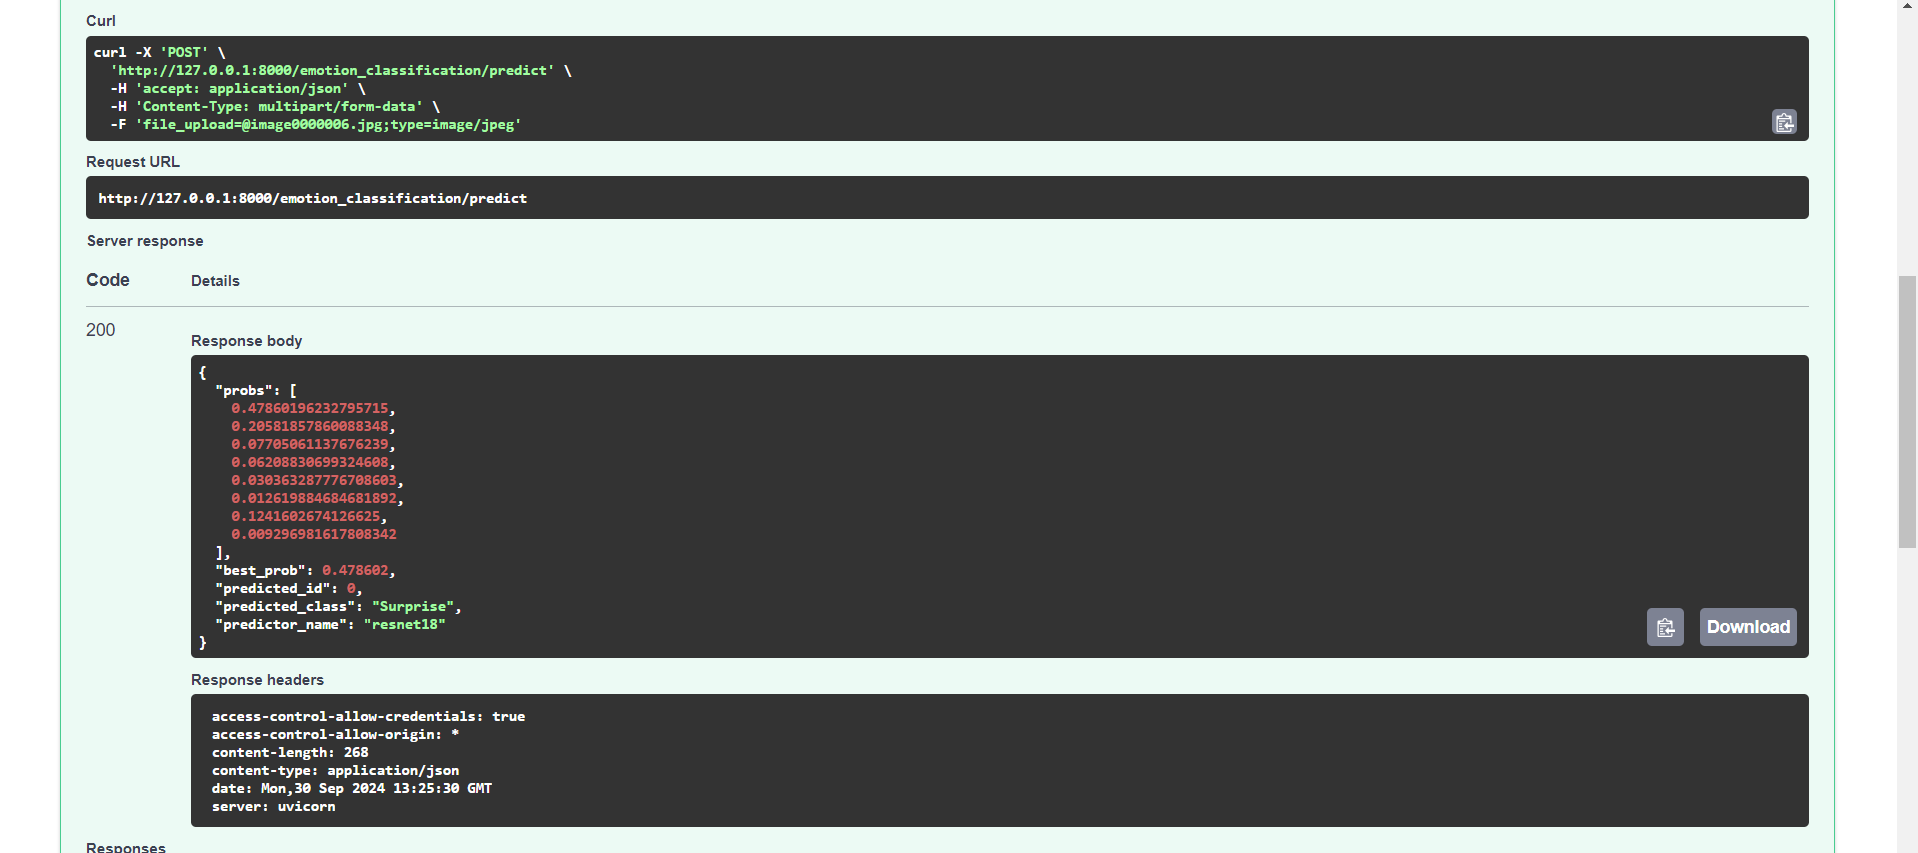 Curl
curl -X 'POST' \
'http://127.0.0.1:8000/emotion_classification/predict' \
-H 'accept: application/json' \
-H 'Content-Type: multipart/form-data' \
-F 'file_upload=@image0000006.jpg;type=image/jpeg'
Request URL
http://127.0.0.1:8000/emotion_classification/predict
Server response
Code Details
200
Response body
{
"probs": [
0.47860196232795715,
0.20581857860088348,
0.07705061137676239,
0.06208830699324608,
0.030363287776708603,
0.012619884684681892,
0.1241602674126625,
0.009296981617808342
],
"best_prob": 0.478602,
"predicted_id": 0,
"predicted_class": "Surprise",
"predictor_name": "resnet18"
}
Download
Response headers
access-control-allow-credentials: true
access-control-allow-origin: *
content-length: 268
content-type: application/json
date: Mon,30 Sep 2024 13:25:30 GMT
server: uvicorn
Responses